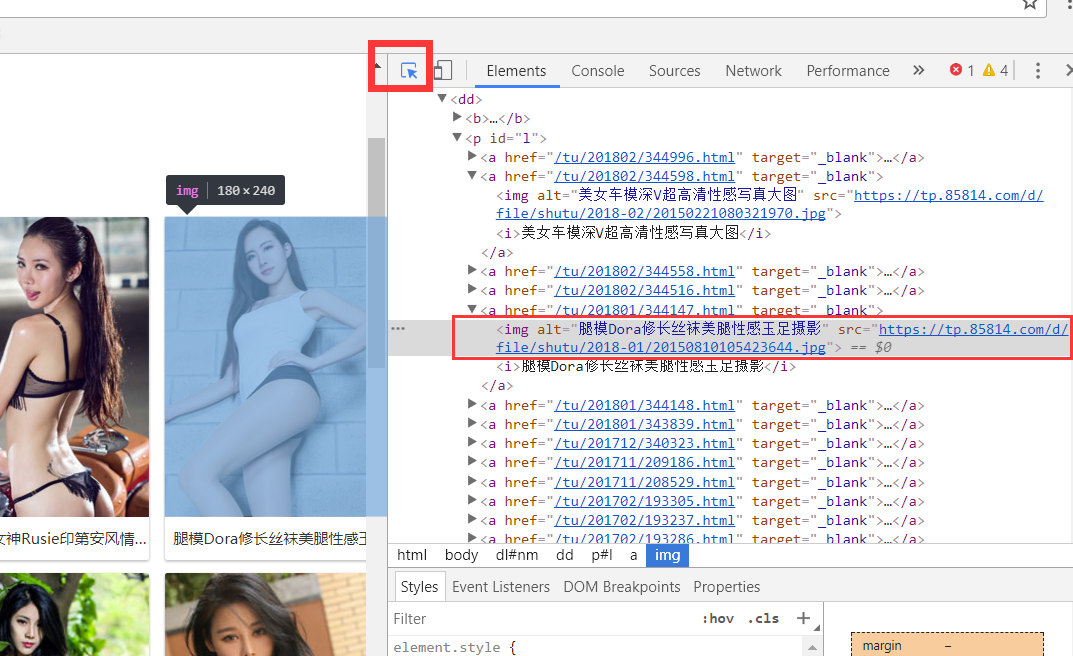 Elements Console Sources Network Performance » 1 4
<dd>
<b>…</b>
<p id="l">
<a href="/tu/201802/344996.html" target="_blank">…</a>
<a href="/tu/201802/344598.html" target="_blank">
<img alt="美女车模深V超高清性感写真大图" src="https://tp.85814.com/d/
file/shutu/2018-02/20150221080321970.jpg">
<i>美女车模深V超高清性感写真大图</i>
</a>
<a href="/tu/201802/344558.html" target="_blank">…</a>
<a href="/tu/201802/344516.html" target="_blank">…</a>
<a href="/tu/201801/344147.html" target="_blank">
<img alt="腿模Dora修长丝袜美腿性感玉足摄影" src="https://tp.85814.com/d/
file/shutu/2018-01/20150810105423644.jpg"> == $0
<i>腿模Dora修长丝袜美腿性感玉足摄影</i>
</a>
<a href="/tu/201801/344148.html" target="_blank">…</a>
<a href="/tu/201801/343839.html" target="_blank">…</a>
<a href="/tu/201712/340323.html" target="_blank">…</a>
<a href="/tu/201711/209186.html" target="_blank">…</a>
<a href="/tu/201711/208529.html" target="_blank">…</a>
<a href="/tu/201702/193305.html" target="_blank">…</a>
<a href="/tu/201702/193237.html" target="_blank">…</a>
<a href="/tu/201702/193286.html" target="_blank">…</a>
html body dl#nm dd p#l a img
Styles Event Listeners DOM Breakpoints Properties
Filter :hov .cls +
element.style {
margin
–
img 180 × 240
女神Rusie印第安风情...
腿模Dora修长丝袜美腿性感玉